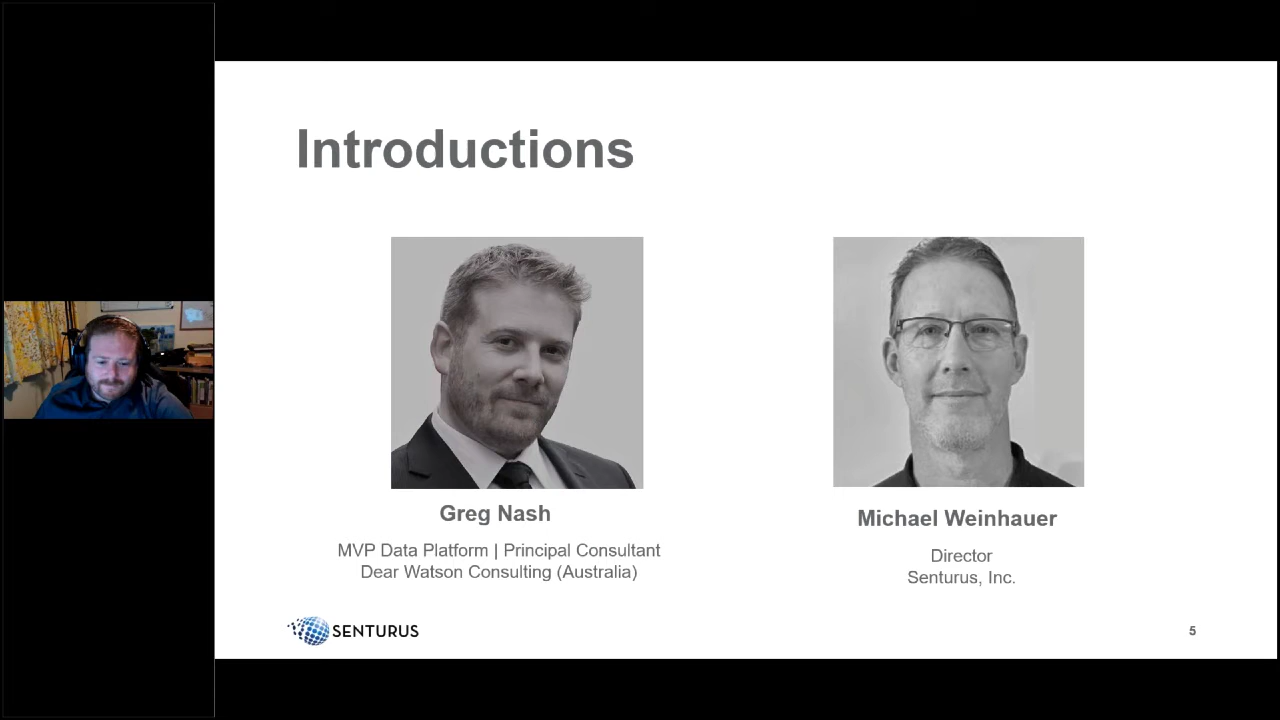 Introductions
Greg Nash
MVP Data Platform | Principal Consultant
Dear Watson Consulting (Australia)
Michael Weinhauer
Director
Senturus, Inc.
SENTURUS
5